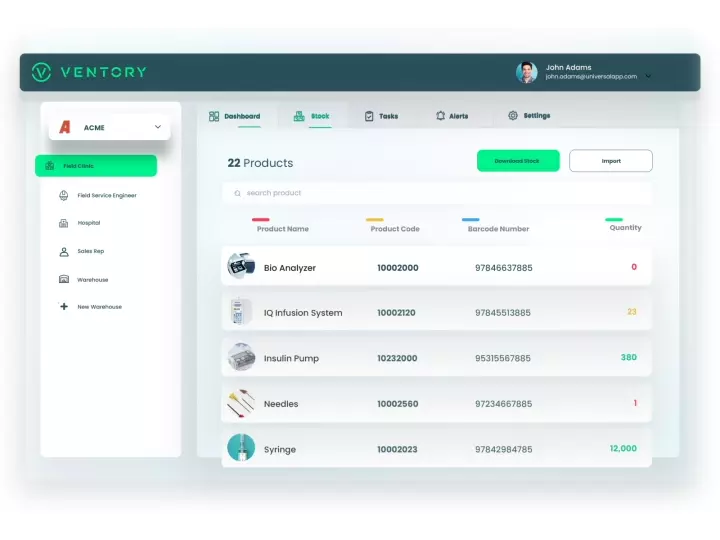 VENTORY
John Adams
john.adams@universalapp.com
ACME
Field Clinic
Field Service Engineer
Hospital
Sales Rep
Warehouse
New Warehouse
Dashboard Stock Tasks Alerts Settings
22 Products
Download Stock Import
search product
Product Name Product Code Barcode Number Quantity
Bio Analyzer 10002000 97846637885 0
IQ Infusion System 10002120 97845513885 23
Insulin Pump 10232000 95315567885 380
Needles 10002560 97234667885 1
Syringe 10002023 97842984785 12,000